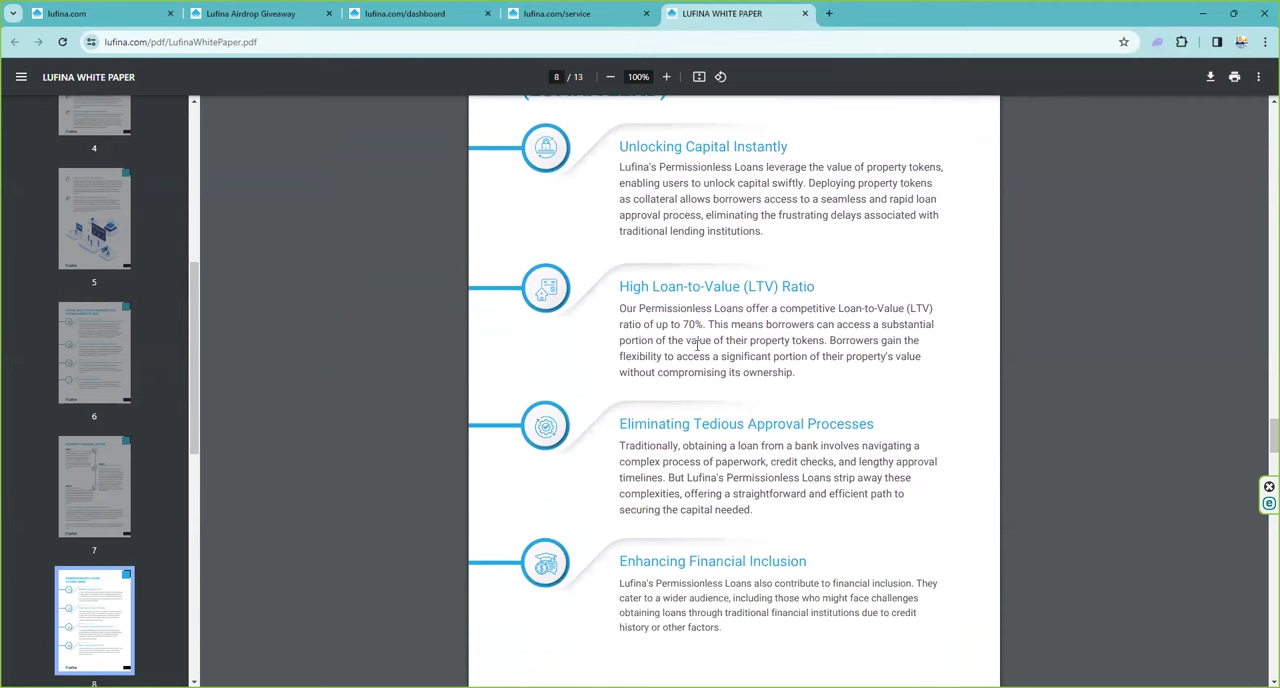 lufina.com
Lufina Airdrop Giveaway
lufina.com/dashboard
lufina.com/service
LUFINA WHITE PAPER
lufina.com/pdf/LufinaWhitePaper.pdf
LUFINA WHITE PAPER
8 / 13
100%
4
5
6
7
8
Unlocking Capital Instantly
Lufina's Permissionless Loans leverage the value of property tokens,
enabling users to unlock capital swiftly. Deploying property tokens
as collateral allows borrowers access to a seamless and rapid loan
approval process, eliminating the frustrating delays associated with
traditional lending institutions.
High Loan-to-Value (LTV) Ratio
Our Permissionless Loans offer a competitive Loan-to-Value (LTV)
ratio of up to 70%. This means borrowers can access a substantial
portion of the value of their property tokens. Borrowers gain the
flexibility to access a significant portion of their property's value
without compromising its ownership.
Eliminating Tedious Approval Processes
Traditionally, obtaining a loan from a bank involves navigating a
complex process of paperwork, credit checks, and lengthy approval
timelines. But Lufina's Permissionless Loans strip away these
complexities, offering a straightforward and efficient path to
securing the capital needed.
Enhancing Financial Inclusion
Lufina's Permissionless Loans also contribute to financial inclusion. They
cater to a wider audience, including those who might face challenges
obtaining loans through traditional financial institutions due to credit
history or other factors.